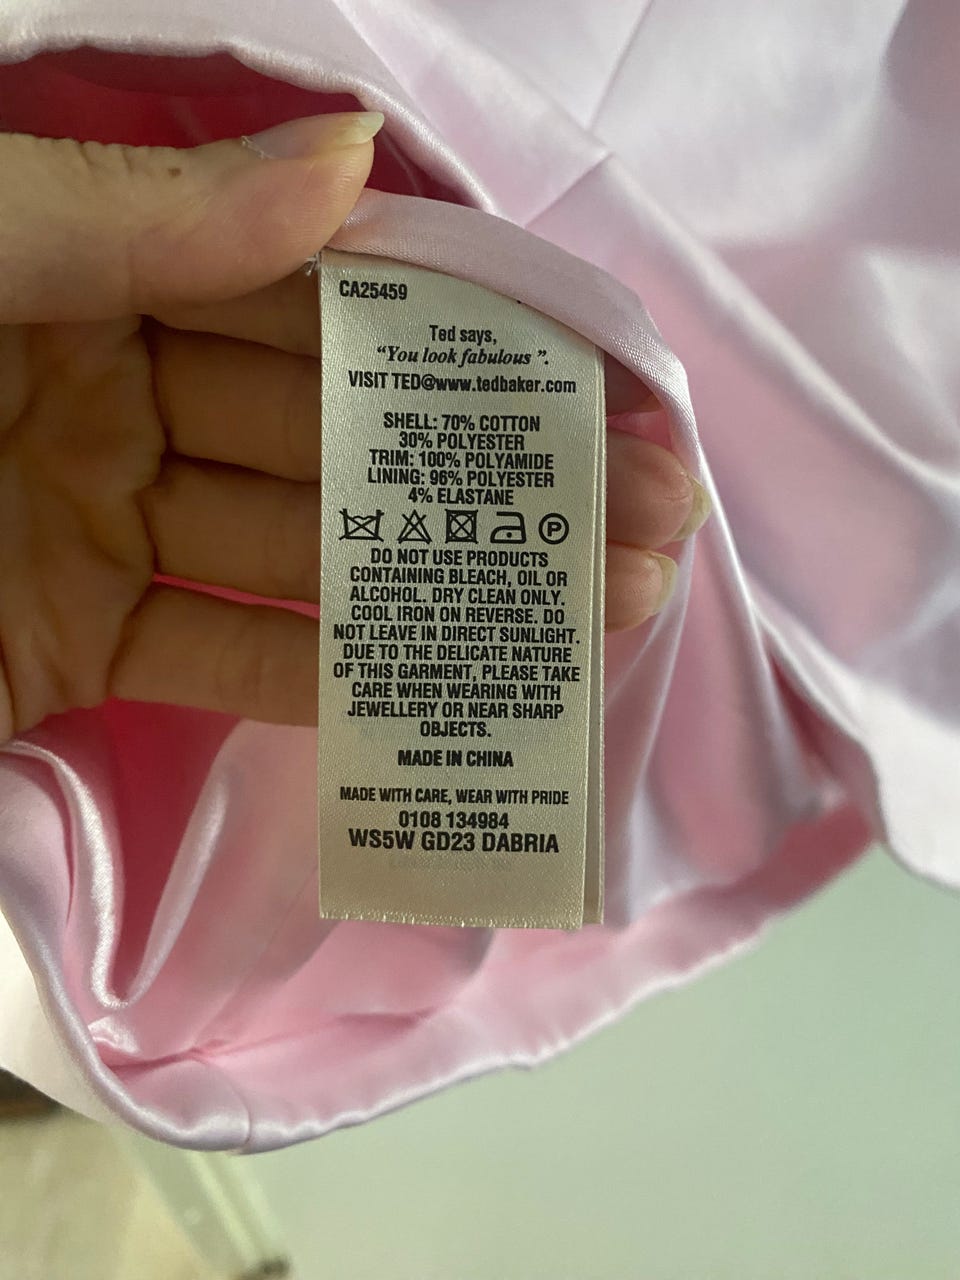 CA25459
Ted says,
“You look fabulous ”.
VISIT TED@www.tedbaker.com
SHELL: 70% COTTON
30% POLYESTER
TRIM: 100% POLYAMIDE
LINING: 96% POLYESTER
4% ELASTANE
P
DO NOT USE PRODUCTS
CONTAINING BLEACH, OIL OR
ALCOHOL. DRY CLEAN ONLY.
COOL IRON ON REVERSE. DO
NOT LEAVE IN DIRECT SUNLIGHT.
DUE TO THE DELICATE NATURE
OF THIS GARMENT, PLEASE TAKE
CARE WHEN WEARING WITH
JEWELLERY OR NEAR SHARP
OBJECTS.
MADE IN CHINA
MADE WITH CARE, WEAR WITH PRIDE
0108 134984
WS5W GD23 DABRIA